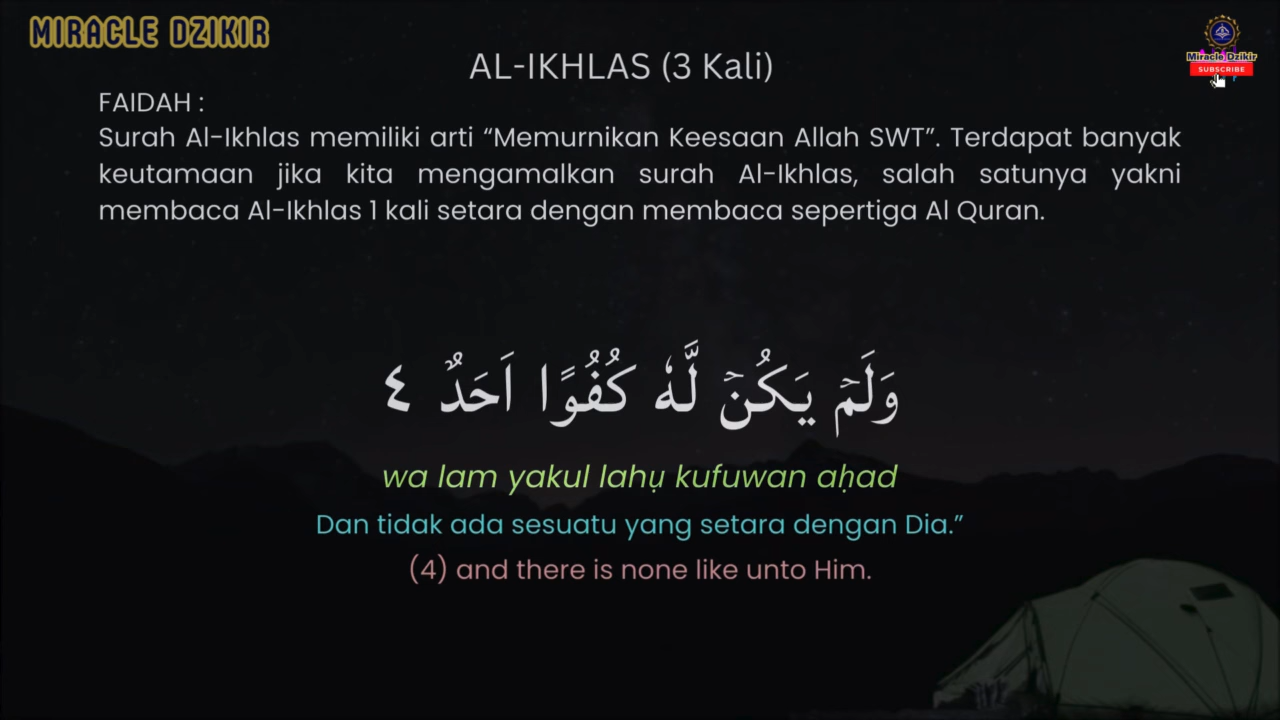 MIRACLE DZIKIR
Miracle Dzikir
SUBSCRIBE
AL-IKHLAS (3 Kali)
FAIDAH :
Surah Al-Ikhlas memiliki arti “Memurnikan Keesaan Allah SWT”. Terdapat banyak
keutamaan jika kita mengamalkan surah Al-Ikhlas, salah satunya yakni
membaca Al-Ikhlas 1 kali setara dengan membaca sepertiga Al Quran.
وَلَمْ يَكُنْ لَّهٗ كُفُوًا اَحَدٌ ٤
wa lam yakul lahụ kufuwan aḥad
Dan tidak ada sesuatu yang setara dengan Dia.”
(4) and there is none like unto Him.